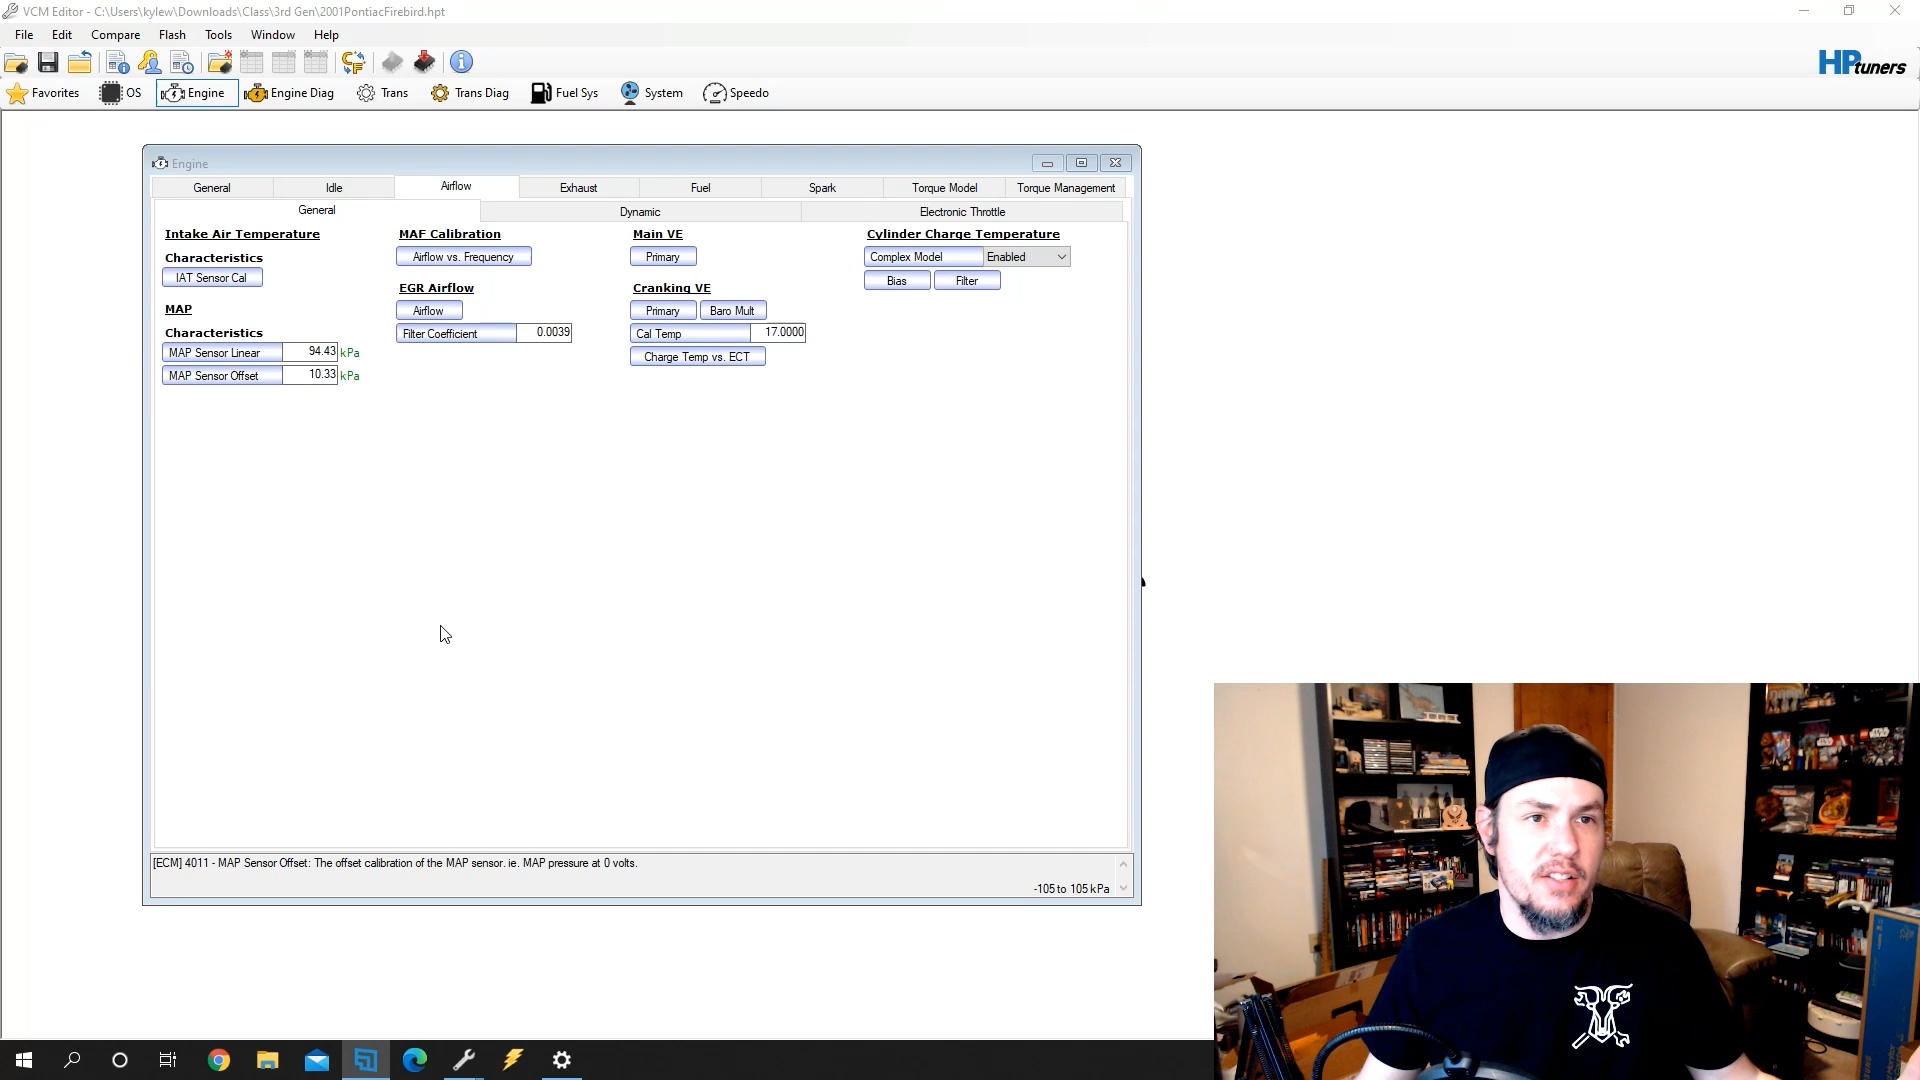 VCM Editor - C:\Users\kylew\Downloads\Class\3rd Gen\2001PontiacFirebird.hpt
File Edit Compare Flash Tools Window Help
HPtuners
Favorites OS Engine Engine Diag Trans Trans Diag Fuel Sys System Speedo
Engine
General Idle Airflow Exhaust Fuel Spark Torque Model Torque Management
General Dynamic Electronic Throttle
Intake Air Temperature
Characteristics
IAT Sensor Cal
MAP
Characteristics
MAP Sensor Linear 94.43 kPa
MAP Sensor Offset 10.33 kPa
MAF Calibration
Airflow vs. Frequency
EGR Airflow
Airflow
Filter Coefficient 0.0039
Main VE
Primary
Cranking VE
Primary Baro Mult
Cal Temp 17.0000
Charge Temp vs. ECT
Cylinder Charge Temperature
Complex Model Enabled
Bias Filter
[ECM] 4011 - MAP Sensor Offset: The offset calibration of the MAP sensor. ie. MAP pressure at 0 volts.
-105 to 105 kPa